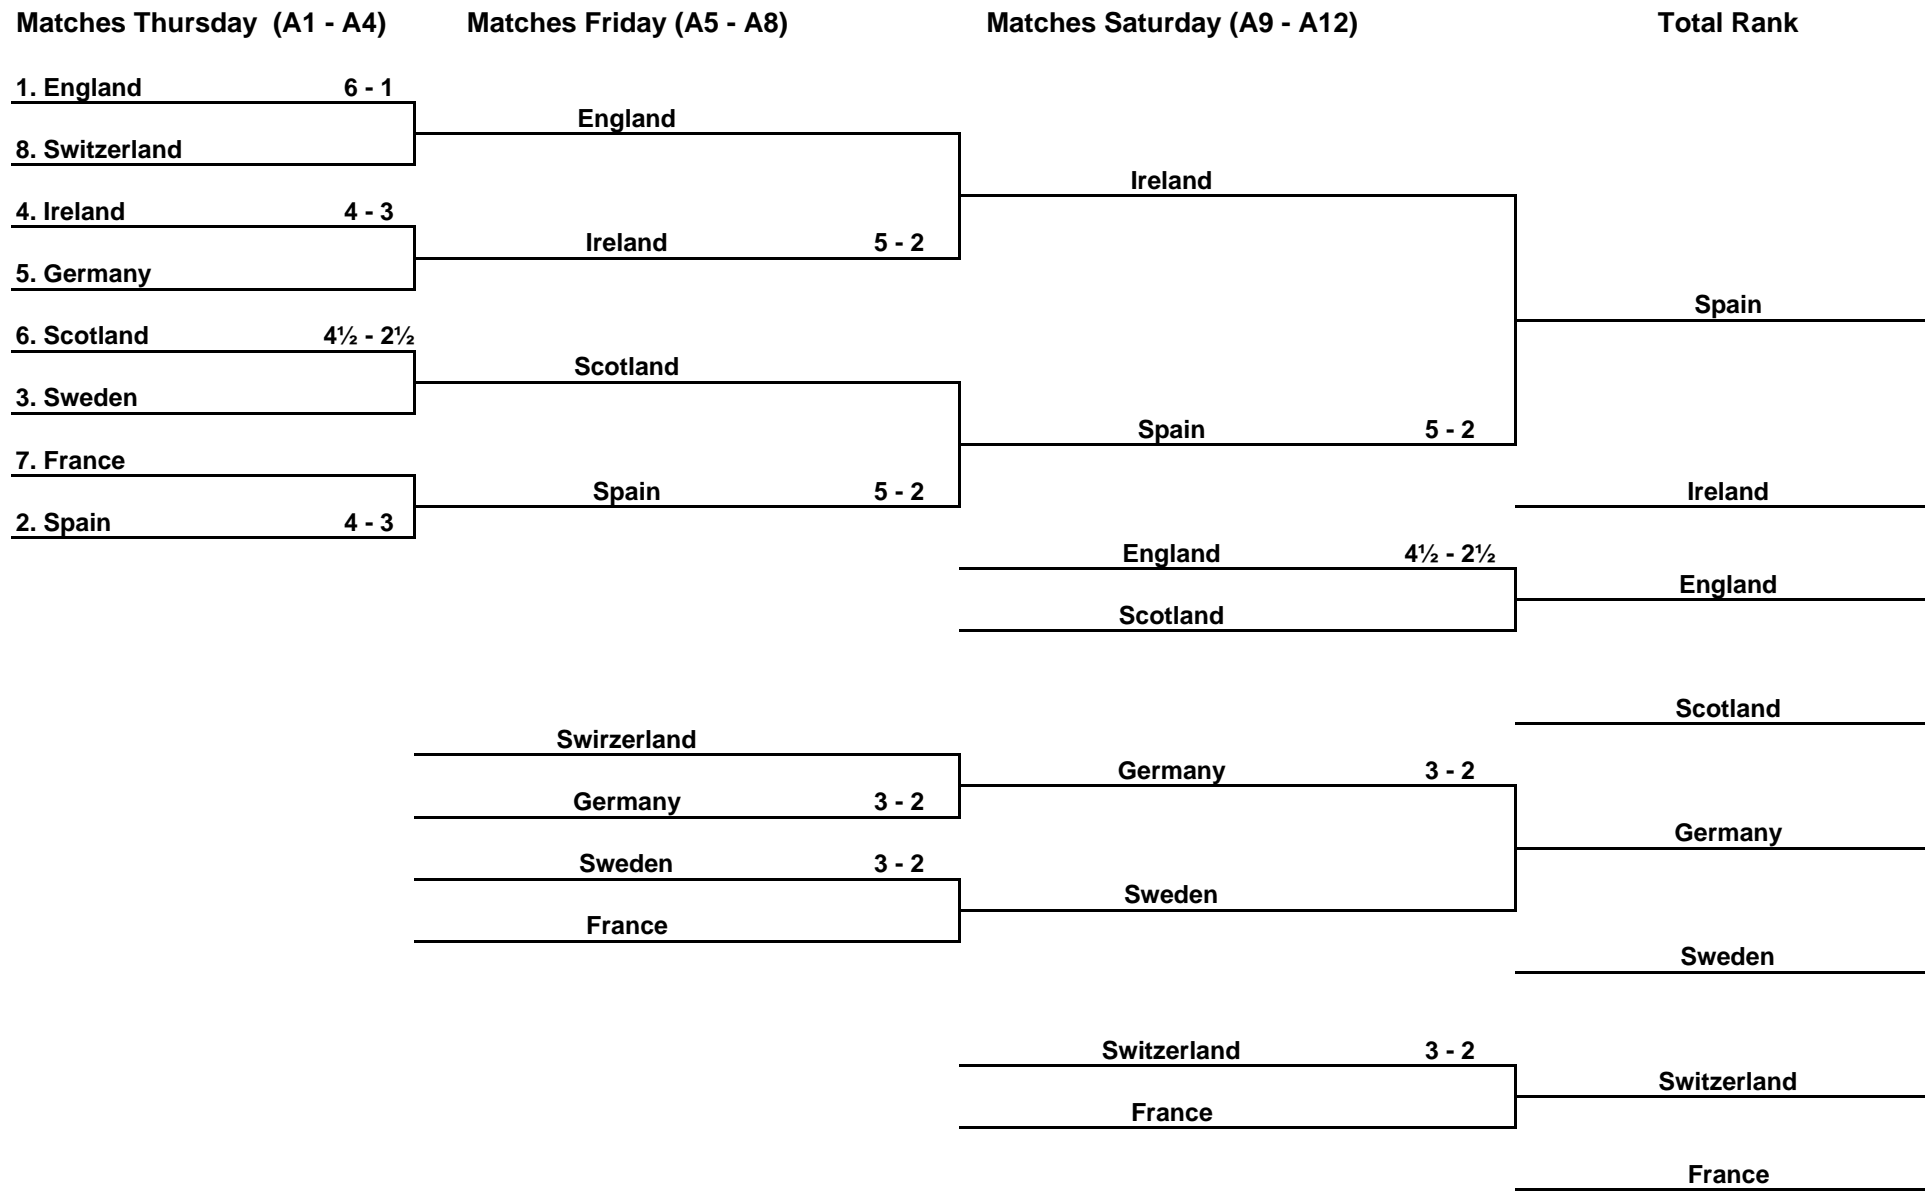 Matches Thursday (A1 - A4) Matches Friday (A5 - A8) Matches Saturday (A9 - A12) Total Rank
1. England 6 - 1
England
8. Switzerland
Ireland
4. Ireland 4 - 3
Ireland 5 - 2
5. Germany
Spain
6. Scotland 4½ - 2½
Scotland
3. Sweden
Spain 5 - 2
7. France
Spain 5 - 2
Ireland
2. Spain 4 - 3
England 4½ - 2½
England
Scotland
Scotland
Swirzerland
Germany 3 - 2
Germany 3 - 2
Germany
Sweden 3 - 2
Sweden
France
Sweden
Switzerland 3 - 2
Switzerland
France
France